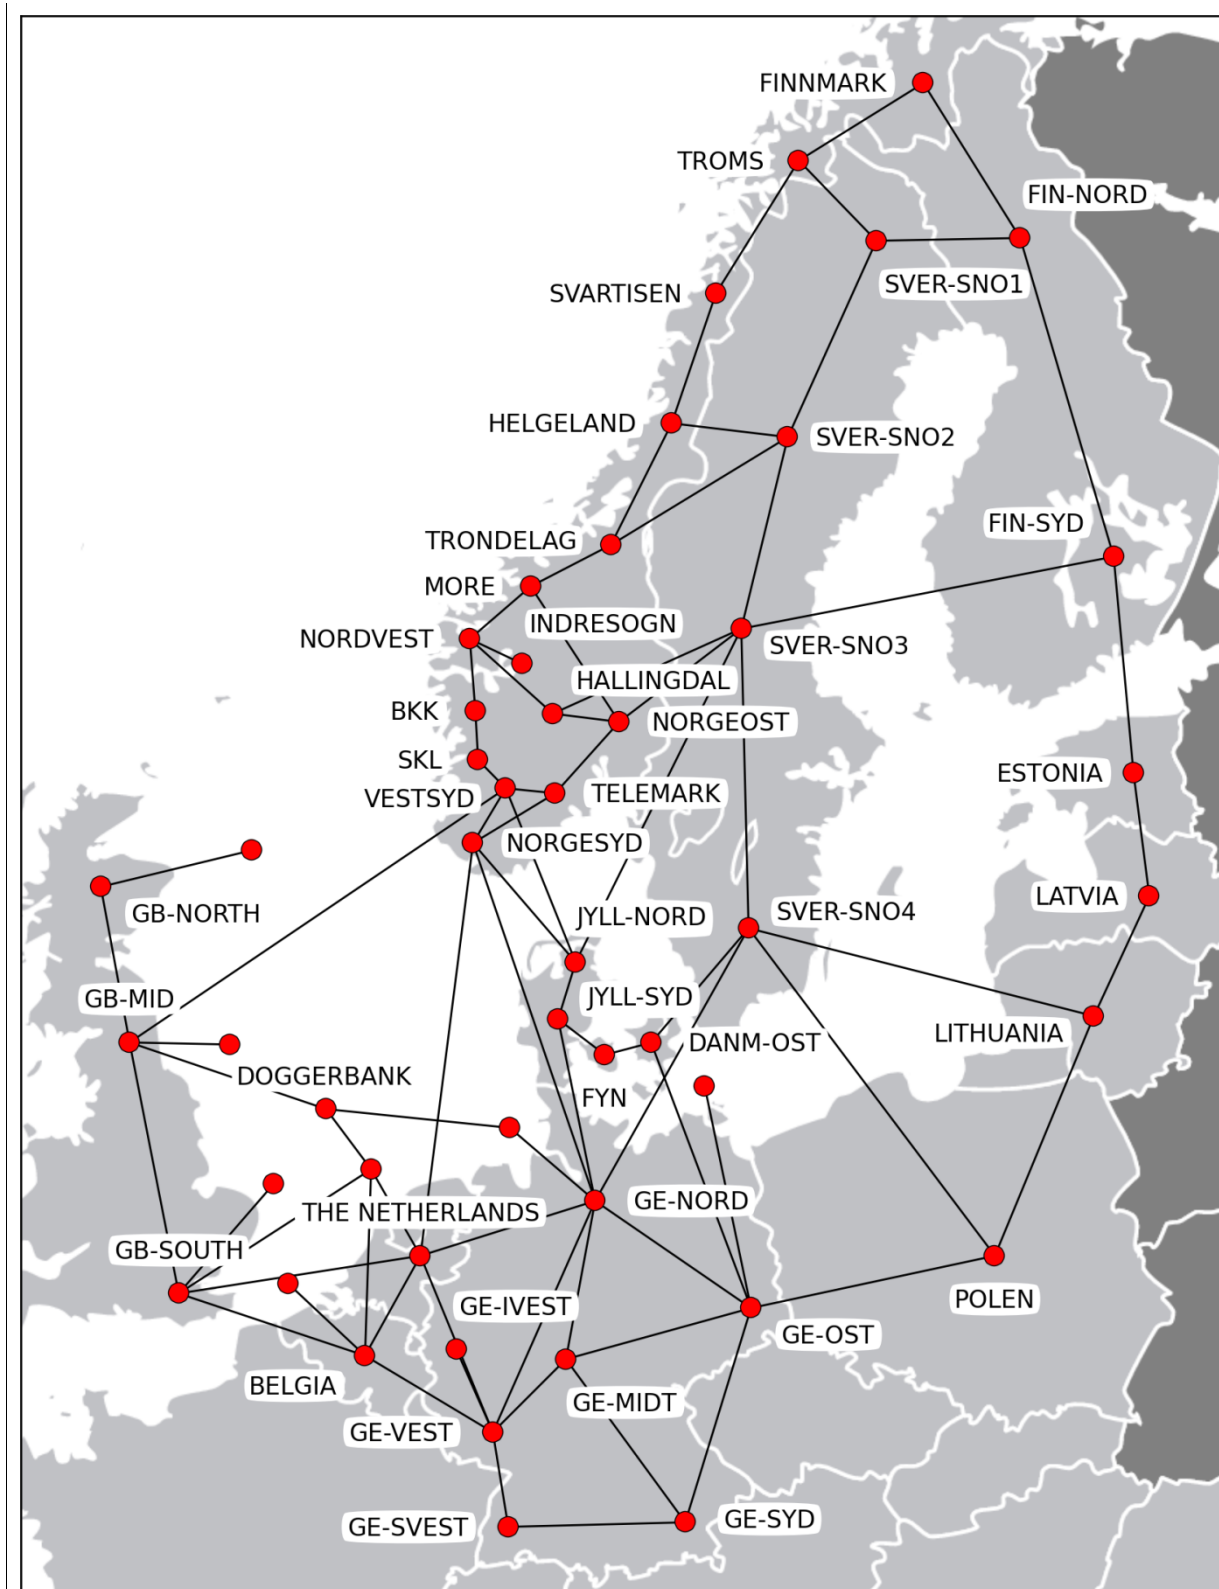 FINNMARK
TROMS
FIN-NORD
SVER-SNO1
SVARTISEN
HELGELAND
SVER-SNO2
FIN-SYD
TRONDELAG
MORE
INDRESOGN
NORDVEST
SVER-SNO3
HALLINGDAL
BKK
NORGEOST
SKL
ESTONIA
VESTSYD
TELEMARK
NORGESYD
LATVIA
GB-NORTH
JYLL-NORD
SVER-SNO4
GB-MID
JYLL-SYD
LITHUANIA
DANM-OST
DOGGERBANK
FYN
GE-NORD
THE NETHERLANDS
GB-SOUTH
POLEN
GE-IVEST
GE-OST
BELGIA
GE-MIDT
GE-VEST
GE-SVEST
GE-SYD